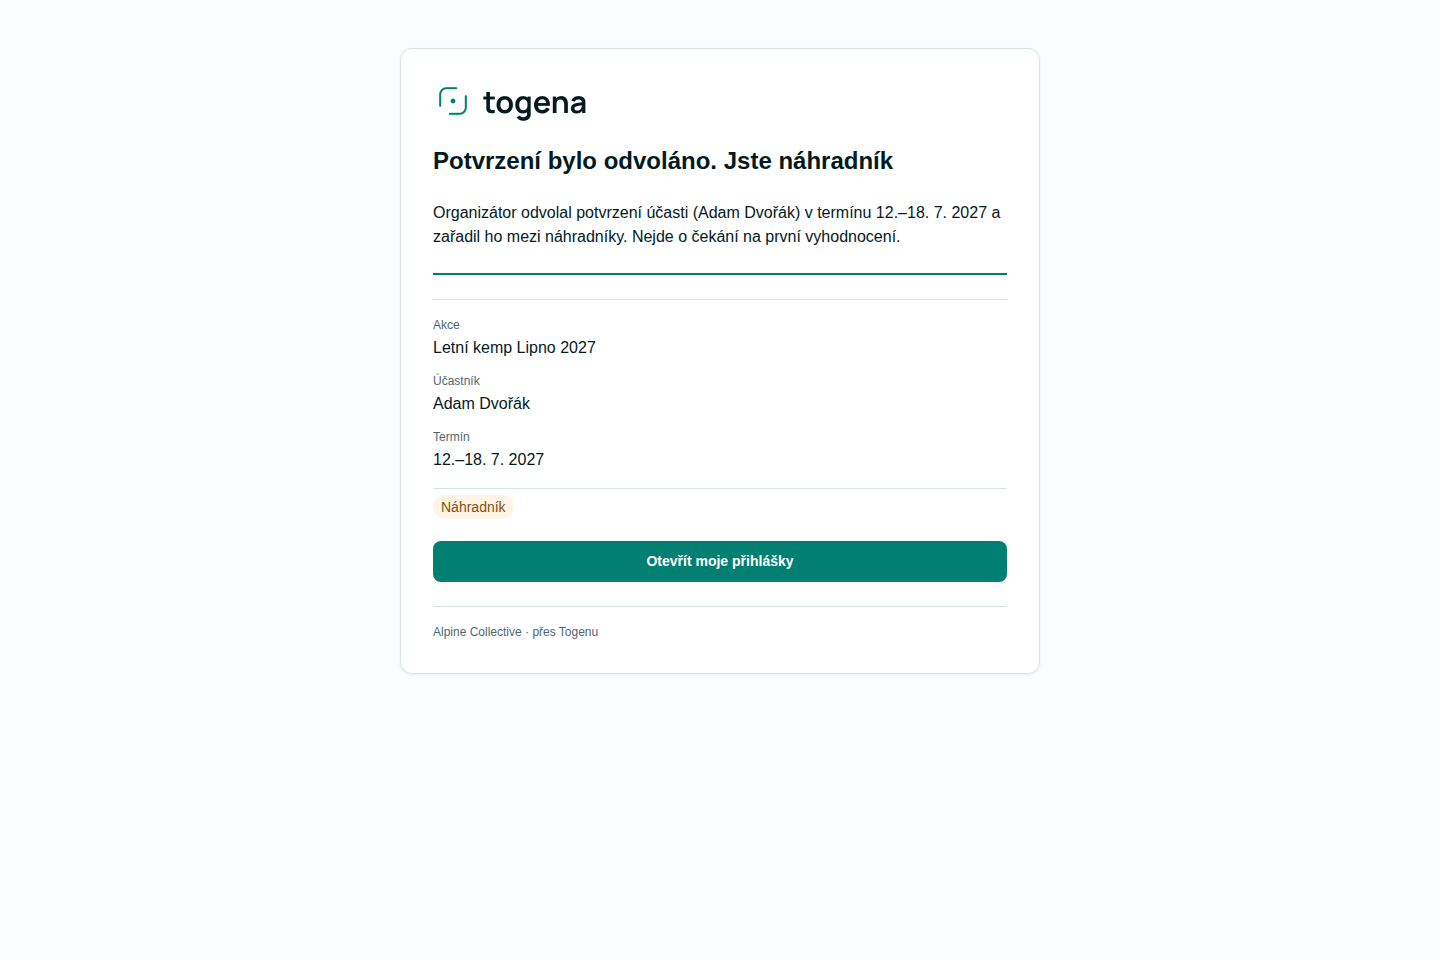 togena
Potvrzení bylo odvoláno. Jste náhradník
Organizátor odvolal potvrzení účasti (Adam Dvořák) v termínu 12.–18. 7. 2027 a
zařadil ho mezi náhradníky. Nejde o čekání na první vyhodnocení.
Akce
Letní kemp Lipno 2027
Účastník
Adam Dvořák
Termín
12.–18. 7. 2027
Náhradník
Otevřít moje přihlášky
Alpine Collective · přes Togenu